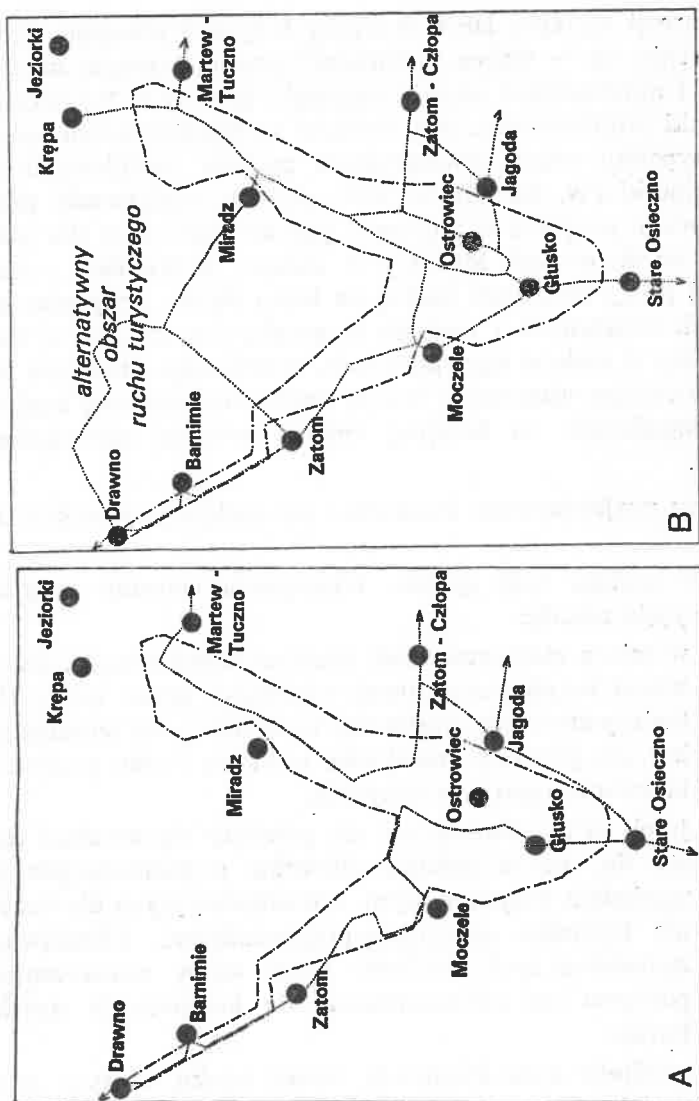 Drawno
Barnimie
Zatom
Moczele
Miradz
Krępa
Jeziorki
Martew -
Tuczno
Zatom - Człopa
Ostrowiec
Jagoda
Głusko
Stare Osieczno
A
Drawno
Barnimie
alternatywny
obszar
ruchu turystycznego
Zatom
Moczele
Miradz
Krępa
Jeziorki
Martew -
Tuczno
Zatom - Człopa
Ostrowiec
Jagoda
Głusko
Stare Osieczno
B